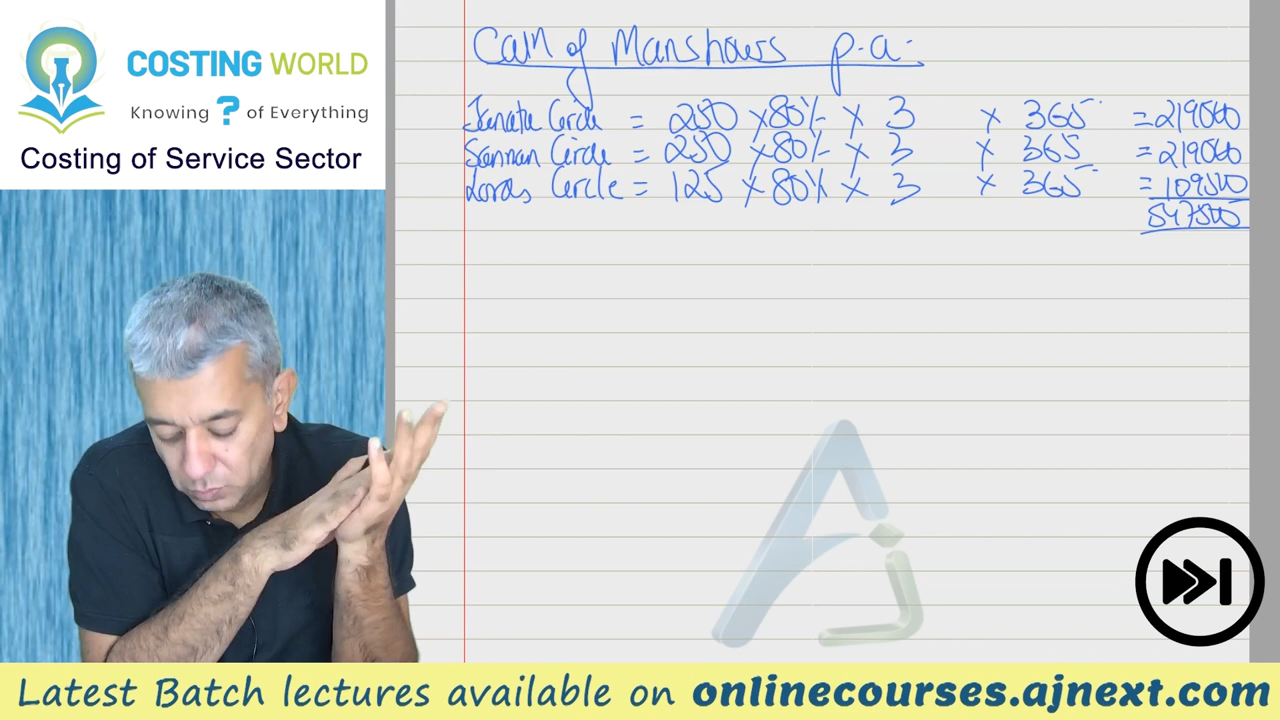 COSTING WORLD
Knowing ? of Everything
Costing of Service Sector
Caln of Manshows p.a.
Janata Circle = 250 × 80% × 3 × 365 = 219000
Circle = 250 × 80% × 3 × 365 = 219000
Lords Circle = 125 × 80% × 3 × 365 = 109500
547500
Latest Batch lectures available on onlinecourses.ajnext.com